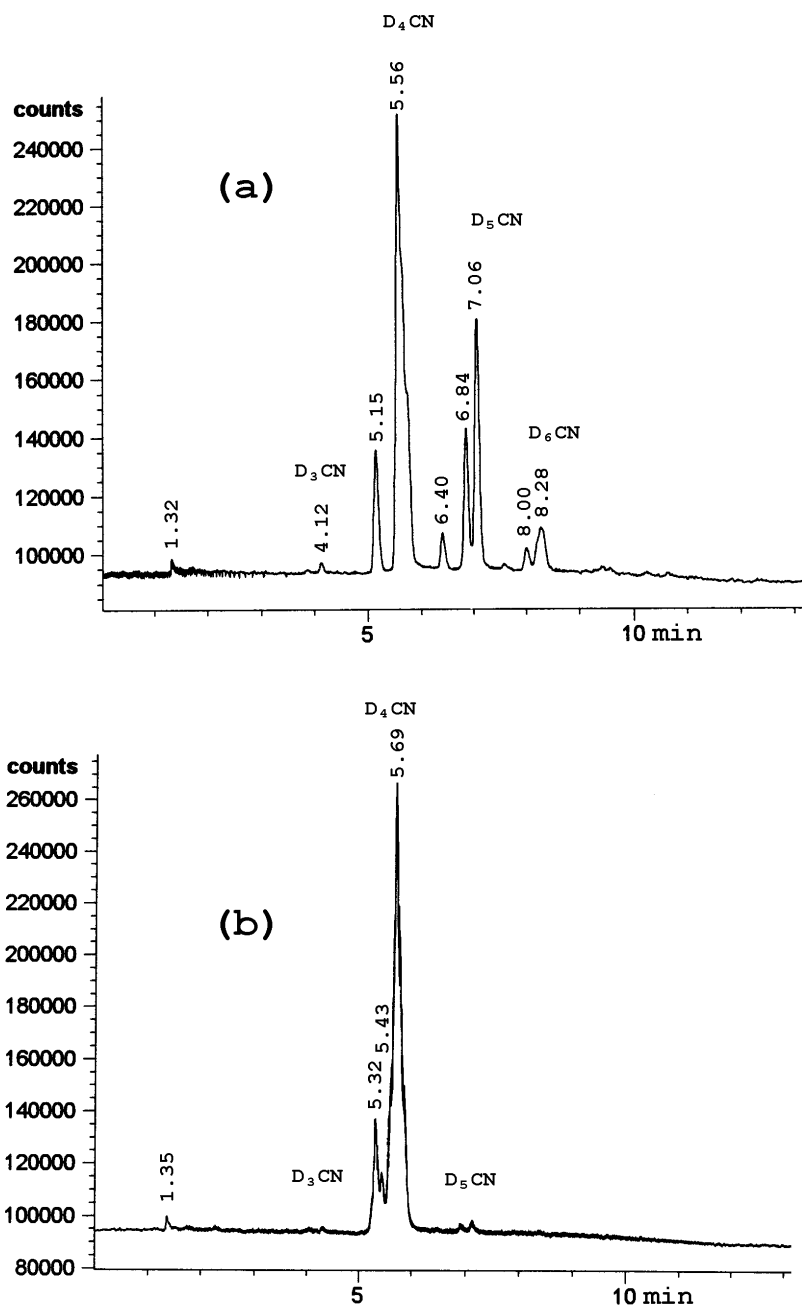 D₄CN
5.56
counts
240000
(a)
220000
D₅CN
200000
7.06
180000
160000
6.84
5.15
140000
D₆CN
D₃CN
8.28
120000
8.00
6.40
4.12
1.32
100000
5
10 min
D₄CN
5.69
counts
260000
240000
(b)
220000
200000
180000
5.43
160000
5.32
140000
D₃CN
D₅CN
1.35
120000
100000
80000
5
10 min